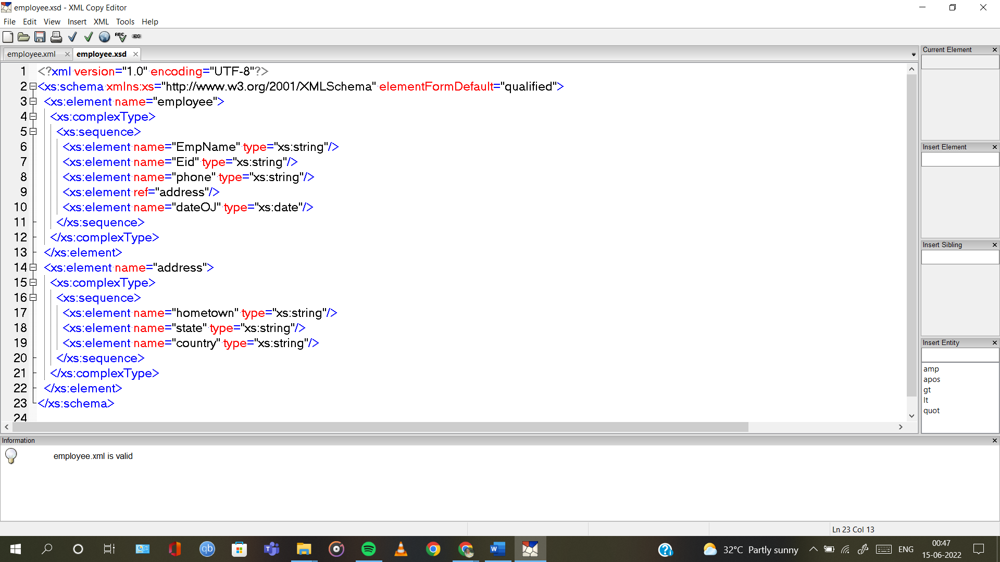 employee.xsd - XML Copy Editor
File Edit View Insert XML Tools Help
ABC
employee.xml employee.xsd
1 <?xml version="1.0" encoding="UTF-8"?>
2 <xs:schema xmlns:xs="http://www.w3.org/2001/XMLSchema" elementFormDefault="qualified">
3 <xs:element name="employee">
4 <xs:complexType>
5 <xs:sequence>
6 <xs:element name="EmpName" type="xs:string"/>
7 <xs:element name="Eid" type="xs:string"/>
8 <xs:element name="phone" type="xs:string"/>
9 <xs:element ref="address"/>
10 <xs:element name="dateOJ" type="xs:date"/>
11 </xs:sequence>
12 </xs:complexType>
13 </xs:element>
14 <xs:element name="address">
15 <xs:complexType>
16 <xs:sequence>
17 <xs:element name="hometown" type="xs:string"/>
18 <xs:element name="state" type="xs:string"/>
19 <xs:element name="country" type="xs:string"/>
20 </xs:sequence>
21 </xs:complexType>
22 </xs:element>
23 </xs:schema>
24
Current Element
Insert Element
Insert Sibling
Insert Entity
amp
apos
gt
lt
quot
Information
employee.xml is valid
Ln 23 Col 13
qb
32°C Partly sunny
ENG
00:47
15-06-2022